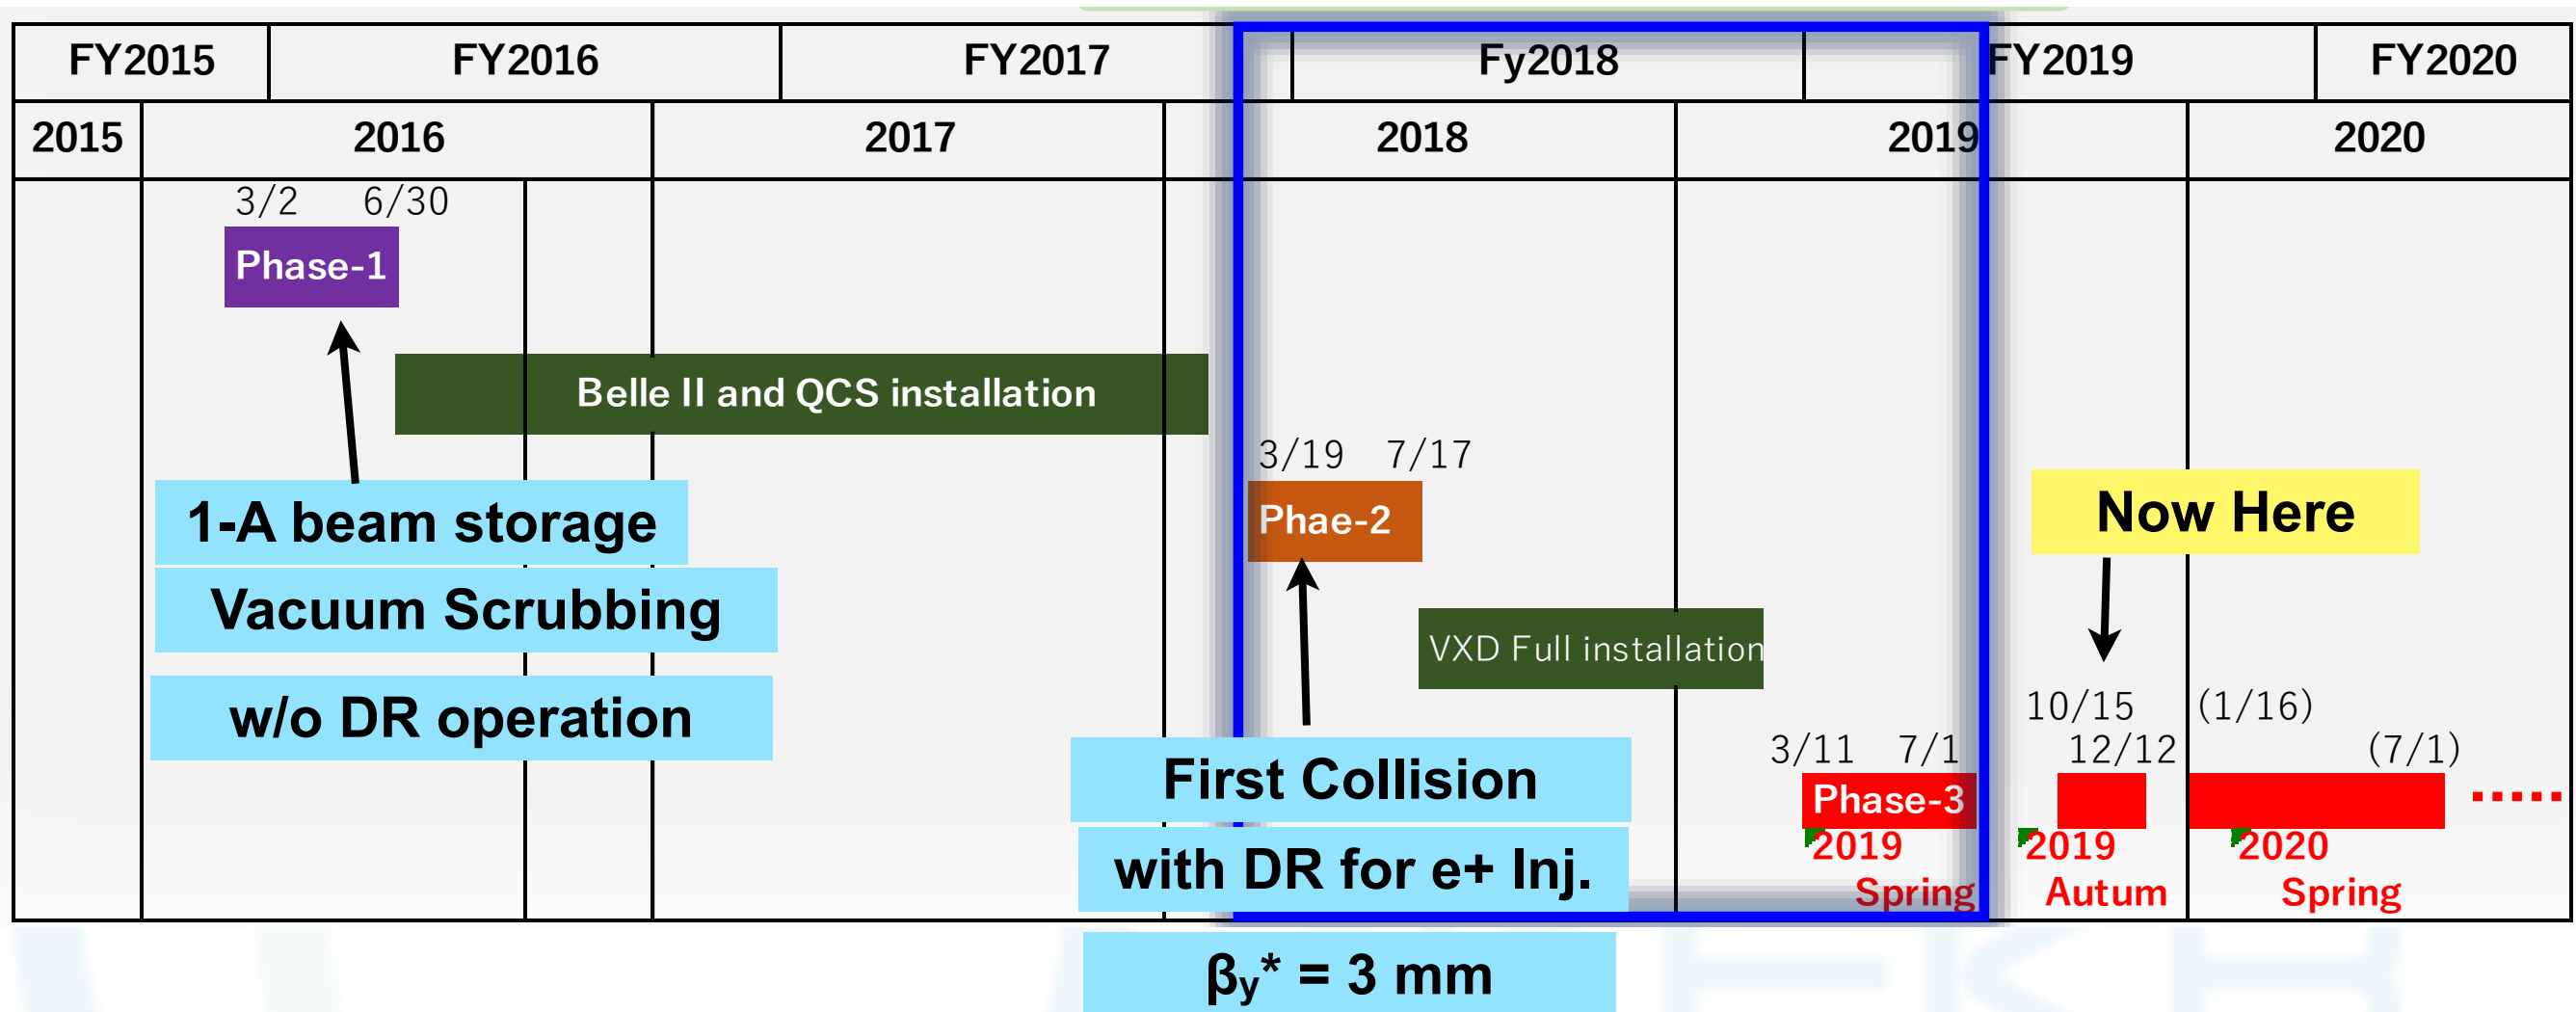 FY2015 FY2016 FY2017 Fy2018 FY2019 FY2020
2015 2016 2017 2018 2019 2020
3/2 6/30
Phase-1
Belle II and QCS installation
3/19 7/17
Phae-2
1-A beam storage
Vacuum Scrubbing
w/o DR operation
Now Here
VXD Full installation
10/15 (1/16)
3/11 7/1 12/12 (7/1)
First Collision
with DR for e+ Inj.
βy* = 3 mm
Phase-3
2019 2019 2020
Spring Autum Spring